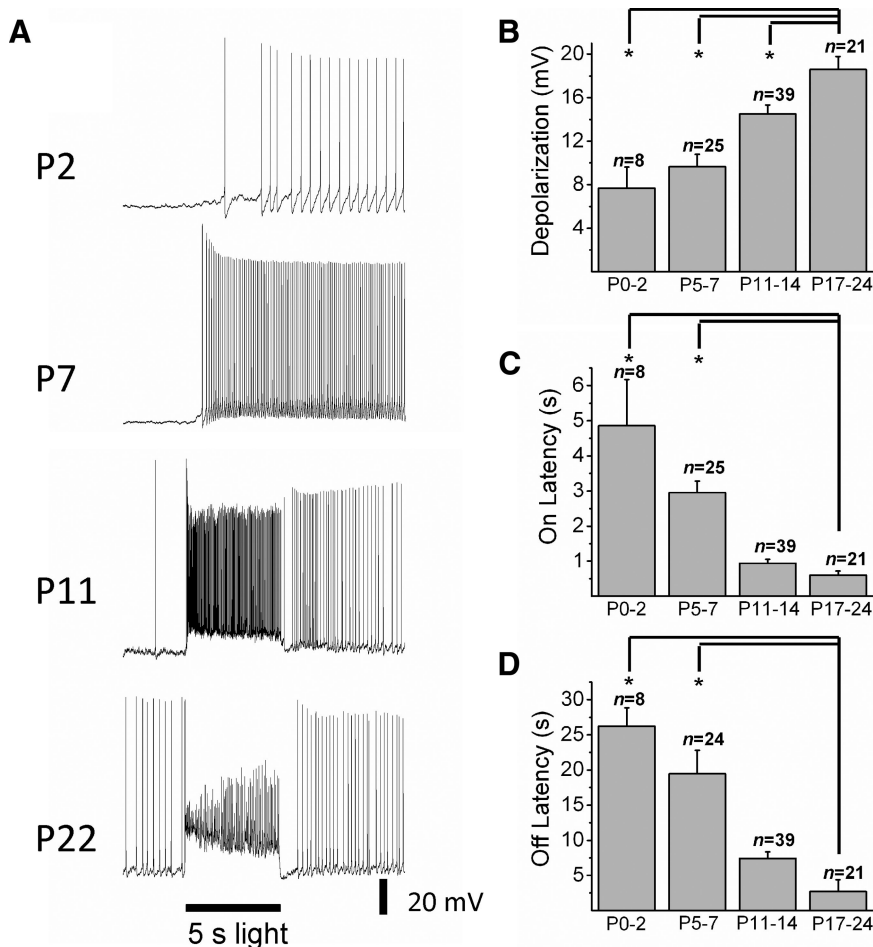 A
P2
P7
P11
P22
5 s light
20 mV
B
Depolarization (mV)
20
16
12
8
4
* * *
n=8
n=25
n=39
n=21
P0-2 P5-7 P11-14 P17-24
C
On Latency (s)
6
5
4
3
2
1
* *
n=8
n=25
n=39
n=21
P0-2 P5-7 P11-14 P17-24
D
Off Latency (s)
30
25
20
15
10
5
* *
n=8
n=24
n=39
n=21
P0-2 P5-7 P11-14 P17-24